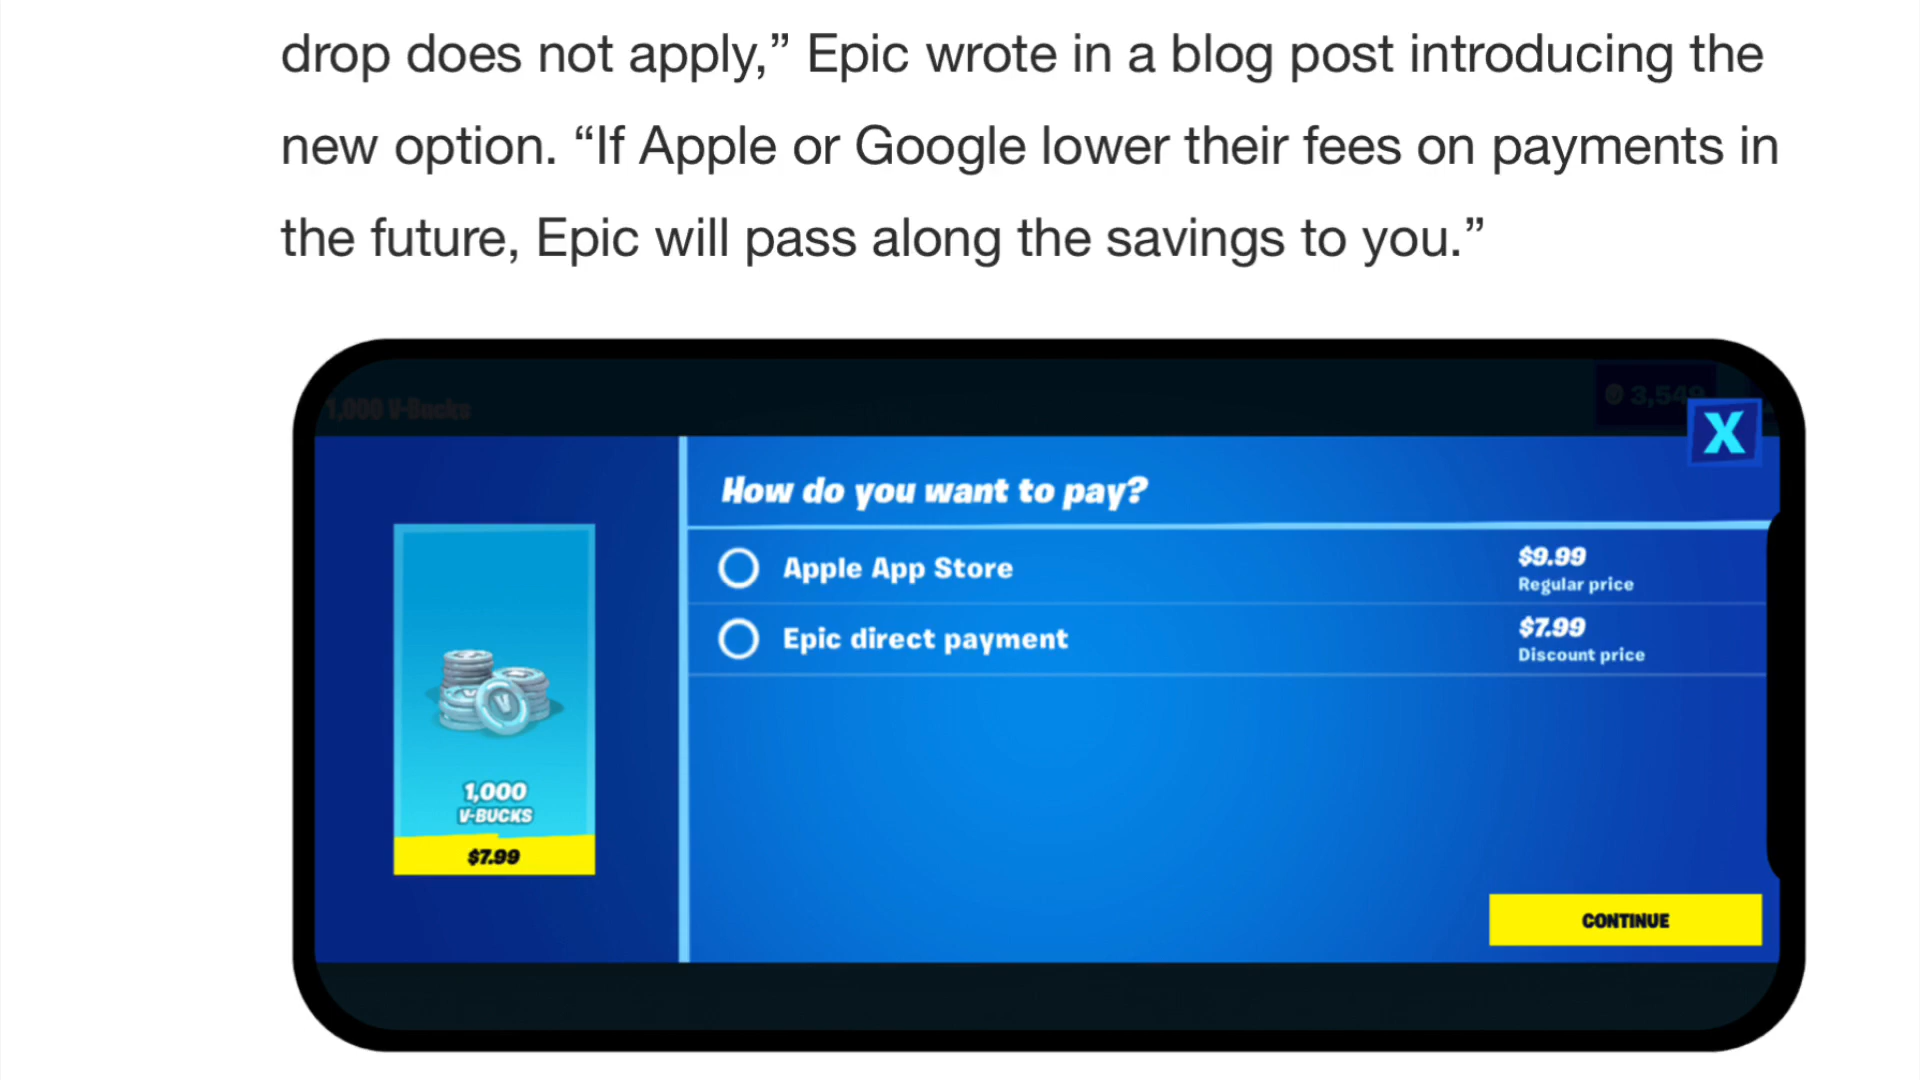 drop does not apply,” Epic wrote in a blog post introducing the
new option. “If Apple or Google lower their fees on payments in
the future, Epic will pass along the savings to you.”
1,000 V-Bucks
X
How do you want to pay?
Apple App Store
$9.99
Regular price
Epic direct payment
$7.99
Discount price
1,000
V-BUCKS
$7.99
CONTINUE